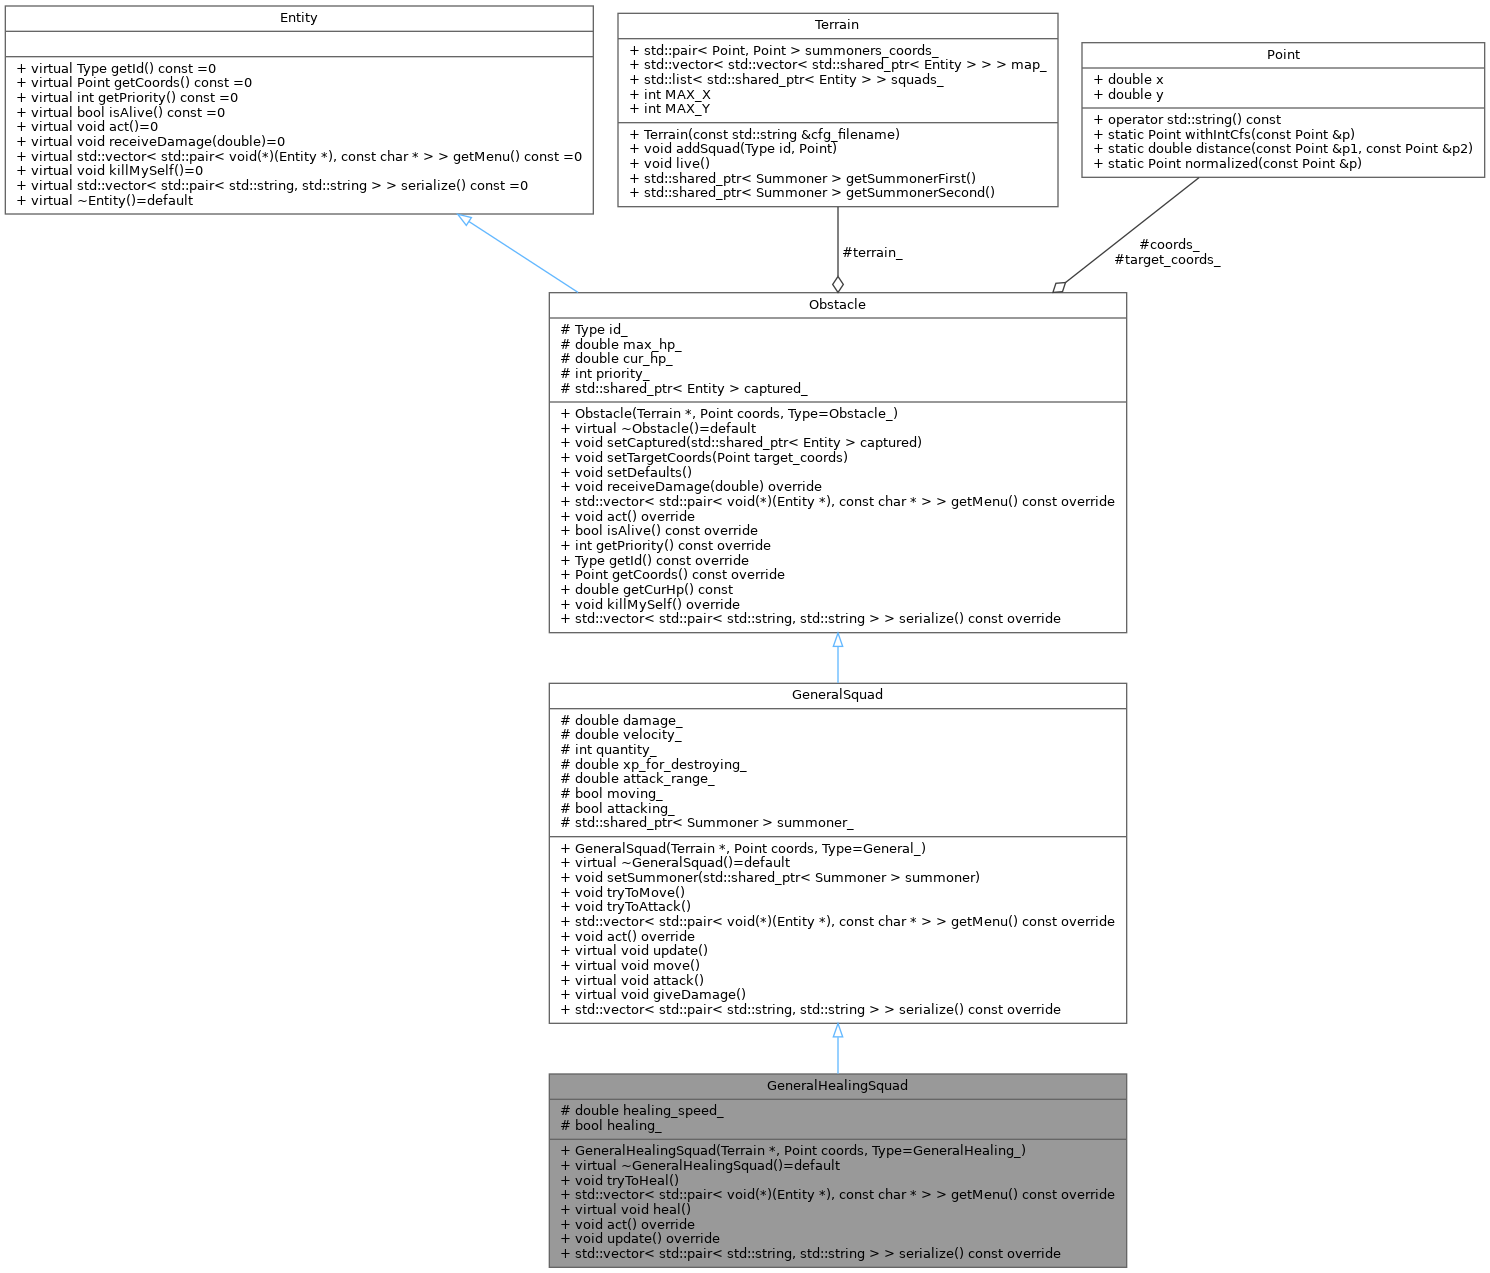 Entity
+ virtual Type getId() const =0
+ virtual Point getCoords() const =0
+ virtual int getPriority() const =0
+ virtual bool isAlive() const =0
+ virtual void act()=0
+ virtual void receiveDamage(double)=0
+ virtual std::vector< std::pair< void(*)(Entity *), const char * > > getMenu() const =0
+ virtual void killMySelf()=0
+ virtual std::vector< std::pair< std::string, std::string > > serialize() const =0
+ virtual ~Entity()=default
Terrain
+ std::pair< Point, Point > summoners_coords_
+ std::vector< std::vector< std::shared_ptr< Entity > > > map_
+ std::list< std::shared_ptr< Entity > > squads_
+ int MAX_X
+ int MAX_Y
+ Terrain(const std::string &cfg_filename)
+ void addSquad(Type id, Point)
+ void live()
+ std::shared_ptr< Summoner > getSummonerFirst()
+ std::shared_ptr< Summoner > getSummonerSecond()
Point
+ double x
+ double y
+ operator std::string() const
+ static Point withIntCfs(const Point &p)
+ static double distance(const Point &p1, const Point &p2)
+ static Point normalized(const Point &p)
#terrain_
#coords_
#target_coords_
Obstacle
# Type id_
# double max_hp_
# double cur_hp_
# int priority_
# std::shared_ptr< Entity > captured_
+ Obstacle(Terrain *, Point coords, Type=Obstacle_)
+ virtual ~Obstacle()=default
+ void setCaptured(std::shared_ptr< Entity > captured)
+ void setTargetCoords(Point target_coords)
+ void setDefaults()
+ void receiveDamage(double) override
+ std::vector< std::pair< void(*)(Entity *), const char * > > getMenu() const override
+ void act() override
+ bool isAlive() const override
+ int getPriority() const override
+ Type getId() const override
+ Point getCoords() const override
+ double getCurHp() const
+ void killMySelf() override
+ std::vector< std::pair< std::string, std::string > > serialize() const override
GeneralSquad
# double damage_
# double velocity_
# int quantity_
# double xp_for_destroying_
# double attack_range_
# bool moving_
# bool attacking_
# std::shared_ptr< Summoner > summoner_
+ GeneralSquad(Terrain *, Point coords, Type=General_)
+ virtual ~GeneralSquad()=default
+ void setSummoner(std::shared_ptr< Summoner > summoner)
+ void tryToMove()
+ void tryToAttack()
+ std::vector< std::pair< void(*)(Entity *), const char * > > getMenu() const override
+ void act() override
+ virtual void update()
+ virtual void move()
+ virtual void attack()
+ virtual void giveDamage()
+ std::vector< std::pair< std::string, std::string > > serialize() const override
GeneralHealingSquad
# double healing_speed_
# bool healing_
+ GeneralHealingSquad(Terrain *, Point coords, Type=GeneralHealing_)
+ virtual ~GeneralHealingSquad()=default
+ void tryToHeal()
+ std::vector< std::pair< void(*)(Entity *), const char * > > getMenu() const override
+ virtual void heal()
+ void act() override
+ void update() override
+ std::vector< std::pair< std::string, std::string > > serialize() const override